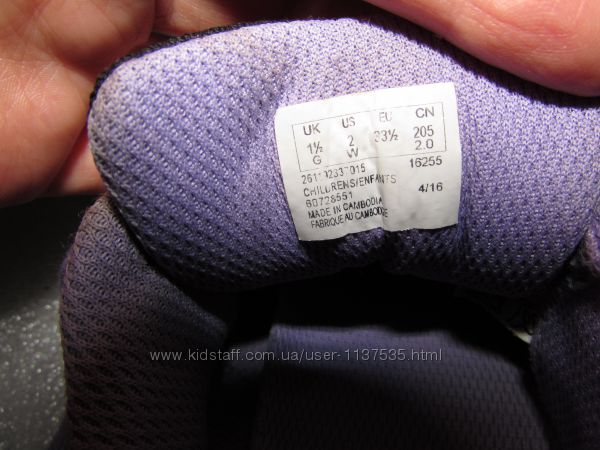 UK US EU CN
1½ 2 33½ 205
G W 2.0
16255
CHILDRENS/ENFANTS
60728551 4/16
MADE IN CAMBODIA
FABRIQUE AU CAMBODGE
www.kidstaff.com.ua/user-1137535.html